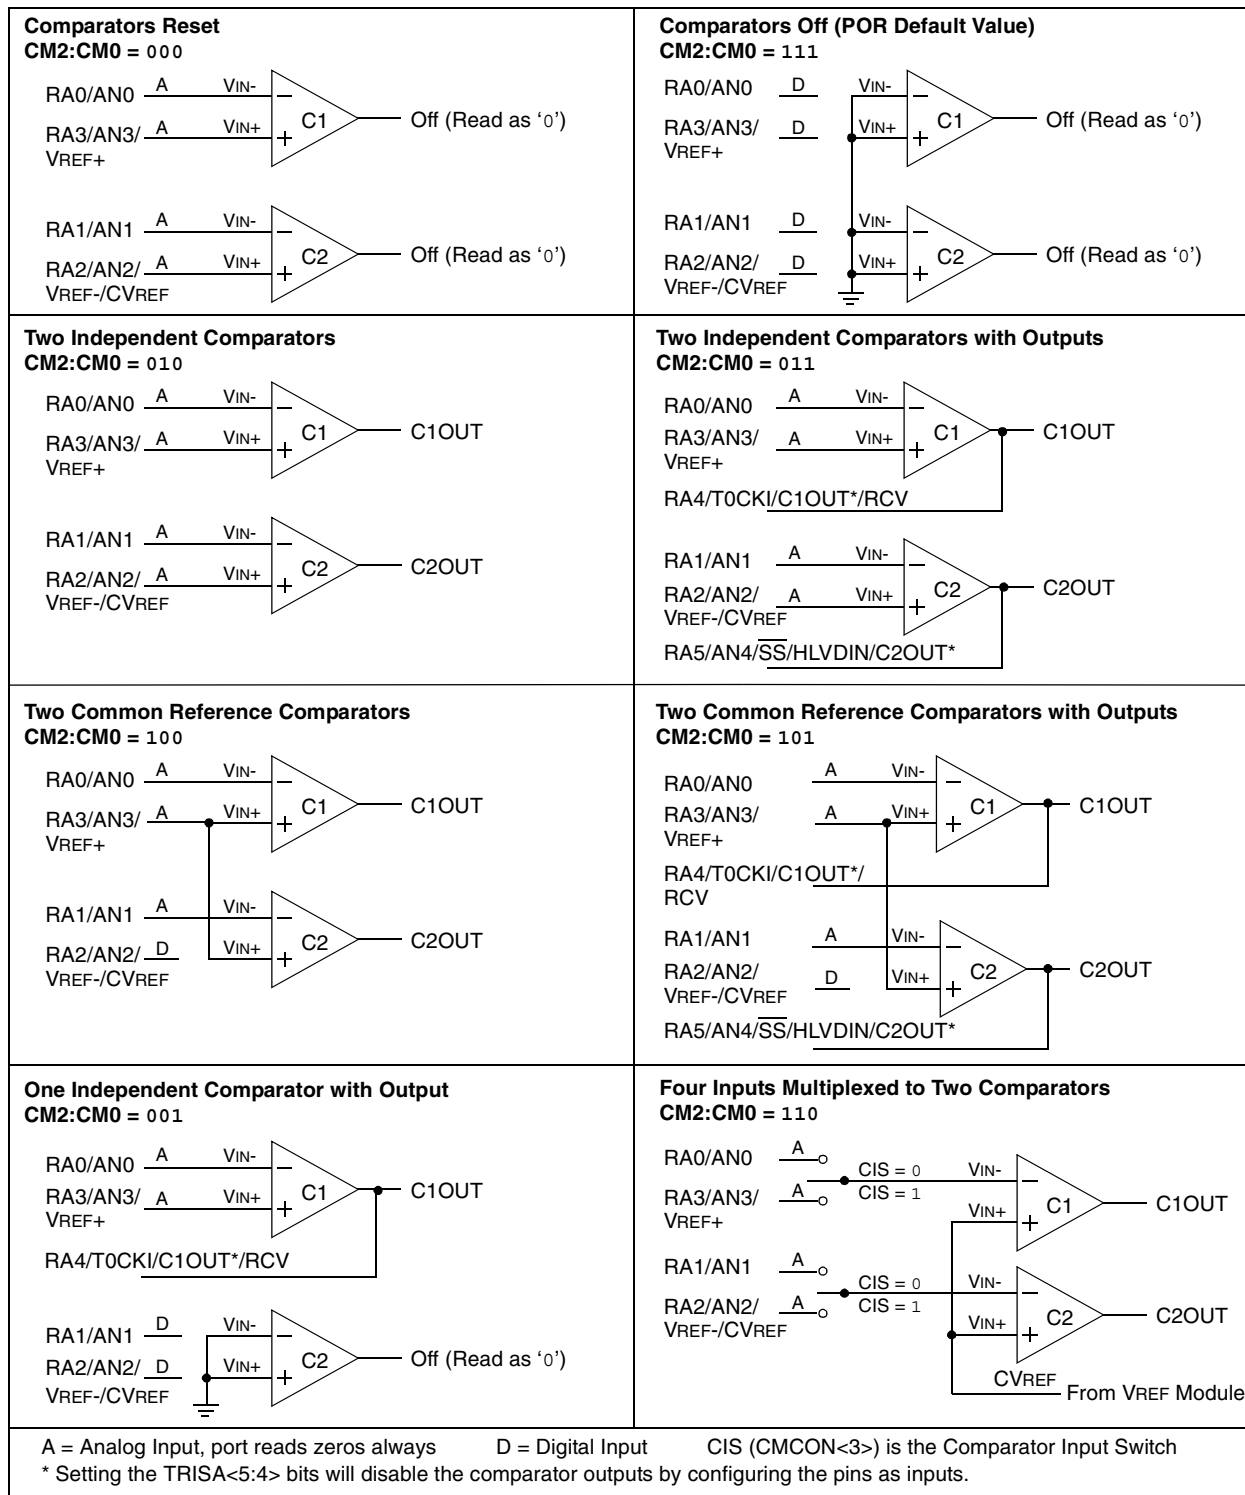 Comparators Reset
CM2:CM0 = 000
RA0/AN0 A VIN-
C1 Off (Read as ‘0’)
RA3/AN3/ A VIN+
VREF+
RA1/AN1 A VIN-
C2 Off (Read as ‘0’)
RA2/AN2/ A VIN+
VREF-/CVREF
Comparators Off (POR Default Value)
CM2:CM0 = 111
RA0/AN0 D VIN-
C1 Off (Read as ‘0’)
RA3/AN3/ D VIN+
VREF+
RA1/AN1 D VIN-
C2 Off (Read as ‘0’)
RA2/AN2/ D VIN+
VREF-/CVREF
Two Independent Comparators
CM2:CM0 = 010
RA0/AN0 A VIN-
C1 C1OUT
RA3/AN3/ A VIN+
VREF+
RA1/AN1 A VIN-
C2 C2OUT
RA2/AN2/ A VIN+
VREF-/CVREF
Two Independent Comparators with Outputs
CM2:CM0 = 011
RA0/AN0 A VIN-
C1 C1OUT
RA3/AN3/ A VIN+
VREF+
RA4/T0CKI/C1OUT*/RCV
RA1/AN1 A VIN-
C2 C2OUT
RA2/AN2/ A VIN+
VREF-/CVREF
RA5/AN4/SS/HLVDIN/C2OUT*
Two Common Reference Comparators
CM2:CM0 = 100
RA0/AN0 A VIN-
C1 C1OUT
RA3/AN3/ A VIN+
VREF+
RA1/AN1 A VIN-
C2 C2OUT
RA2/AN2/ D VIN+
VREF-/CVREF
Two Common Reference Comparators with Outputs
CM2:CM0 = 101
RA0/AN0 A VIN-
C1 C1OUT
RA3/AN3/ A VIN+
VREF+
RA4/T0CKI/C1OUT*/
RCV
RA1/AN1 A VIN-
C2 C2OUT
RA2/AN2/ D VIN+
VREF-/CVREF
RA5/AN4/SS/HLVDIN/C2OUT*
One Independent Comparator with Output
CM2:CM0 = 001
RA0/AN0 A VIN-
C1 C1OUT
RA3/AN3/ A VIN+
VREF+
RA4/T0CKI/C1OUT*/RCV
RA1/AN1 D VIN-
C2 Off (Read as ‘0’)
RA2/AN2/ D VIN+
VREF-/CVREF
Four Inputs Multiplexed to Two Comparators
CM2:CM0 = 110
RA0/AN0 A
CIS = 0 VIN-
RA3/AN3/ A CIS = 1
VREF+ VIN+ C1 C1OUT
RA1/AN1 A
CIS = 0 VIN-
RA2/AN2/ A CIS = 1
VREF-/CVREF VIN+ C2 C2OUT
CVREF
From VREF Module
A = Analog Input, port reads zeros always D = Digital Input CIS (CMCON<3>) is the Comparator Input Switch
* Setting the TRISA<5:4> bits will disable the comparator outputs by configuring the pins as inputs.